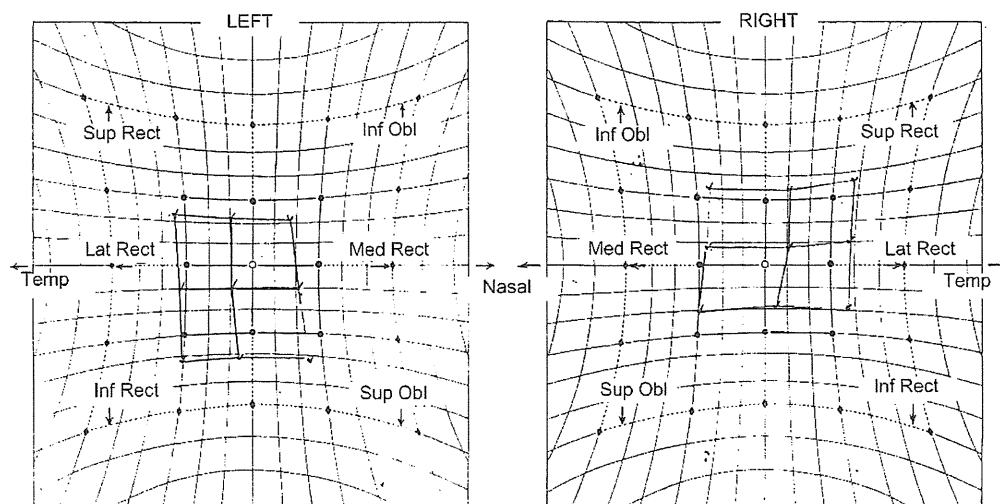 LEFT
RIGHT
Sup Rect
Inf Obl
Inf Obl
Sup Rect
Lat Rect
Med Rect
Med Rect
Lat Rect
Temp
Nasal
Temp
Inf Rect
Sup Obl
Sup Obl
Inf Rect